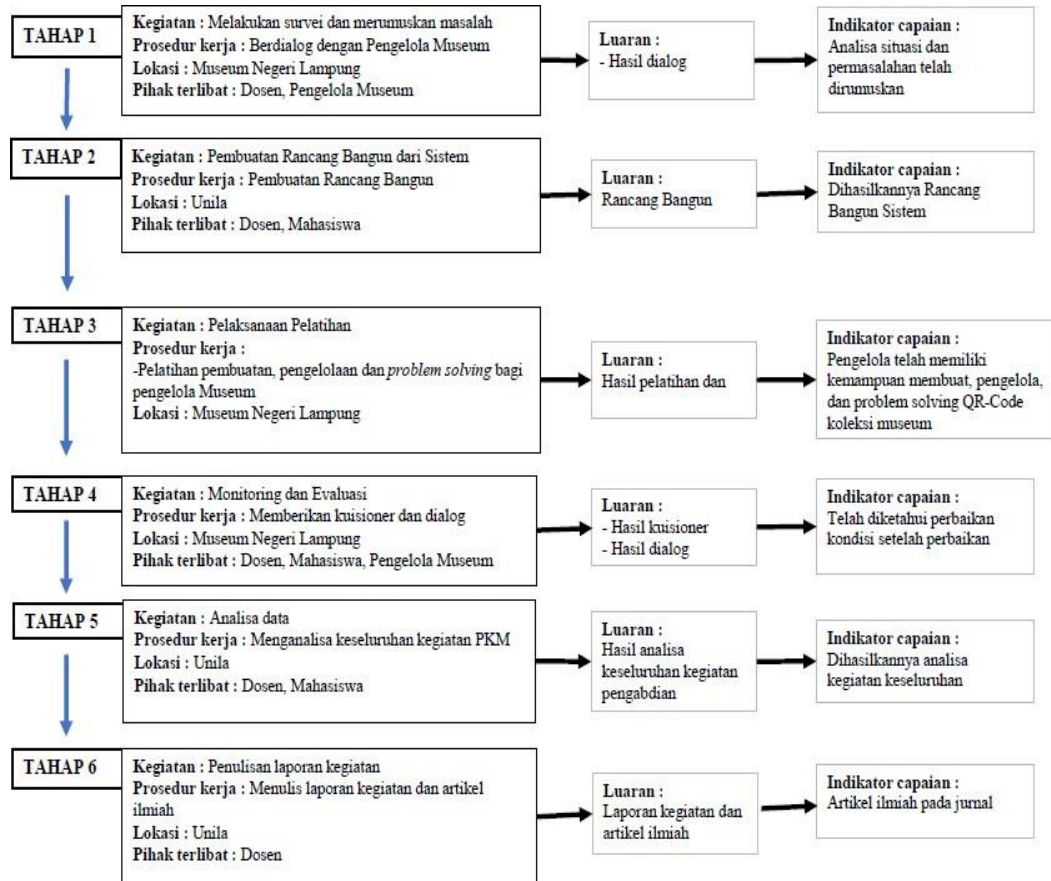 TAHAP 1
Kegiatan : Melakukan survei dan merumuskan masalah
Prosedur kerja : Berdialog dengan Pengelola Museum
Lokasi : Museum Negeri Lampung
Pihak terlibat : Dosen, Pengelola Museum
Luaran :
- Hasil dialog
Indikator capaian :
Analisa situasi dan
permasalahan telah
dirumuskan
TAHAP 2
Kegiatan : Pembuatan Rancang Bangun dari Sistem
Prosedur kerja : Pembuatan Rancang Bangun
Lokasi : Unila
Pihak terlibat : Dosen, Mahasiswa
Luaran :
Rancang Bangun
Indikator capaian :
Dihasilkannya Rancang
Bangun Sistem
TAHAP 3
Kegiatan : Pelaksanaan Pelatihan
Prosedur kerja :
-Pelatihan pembuatan, pengelolaan dan problem solving bagi
pengelola Museum
Lokasi : Museum Negeri Lampung
Luaran :
Hasil pelatihan dan
Indikator capaian :
Pengelola telah memiliki
kemampuan membuat, pengelola,
dan problem solving QR-Code
koleksi museum
TAHAP 4
Kegiatan : Monitoring dan Evaluasi
Prosedur kerja : Memberikan kuisioner dan dialog
Lokasi : Museum Negeri Lampung
Pihak terlibat : Dosen, Mahasiswa, Pengelola Museum
Luaran :
- Hasil kuisioner
- Hasil dialog
Indikator capaian :
Telah diketahui perbaikan
kondisi setelah perbaikan
TAHAP 5
Kegiatan : Analisa data
Prosedur kerja : Menganalisa keseluruhan kegiatan PKM
Lokasi : Unila
Pihak terlibat : Dosen, Mahasiswa
Luaran :
Hasil analisa
keseluruhan kegiatan
pengabdian
Indikator capaian :
Dihasilkannya analisa
kegiatan keseluruhan
TAHAP 6
Kegiatan : Penulisan laporan kegiatan
Prosedur kerja : Menulis laporan kegiatan dan artikel
ilmiah
Lokasi : Unila
Pihak terlibat : Dosen
Luaran :
Laporan kegiatan dan
artikel ilmiah
Indikator capaian :
Artikel ilmiah pada jurnal